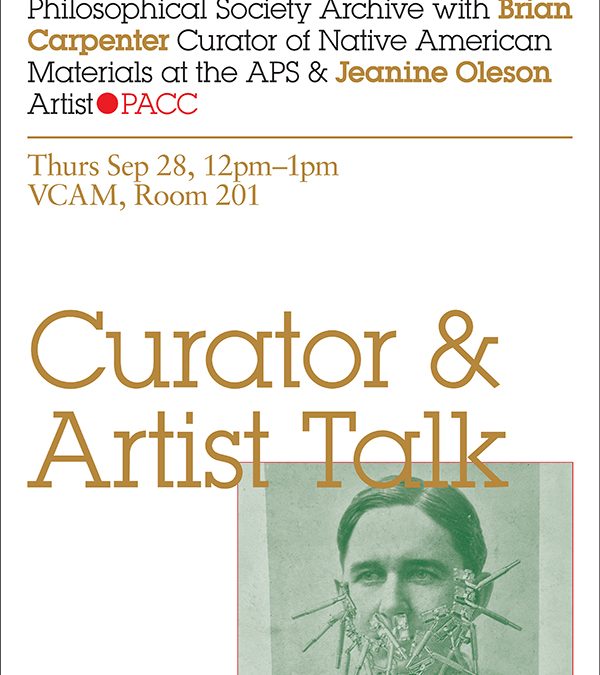 Philosophical Society Archive with Brian
Carpenter Curator of Native American
Materials at the APS & Jeanine Oleson
Artist●PACC
Thurs Sep 28, 12pm–1pm
VCAM, Room 201
Curator &
Artist Talk